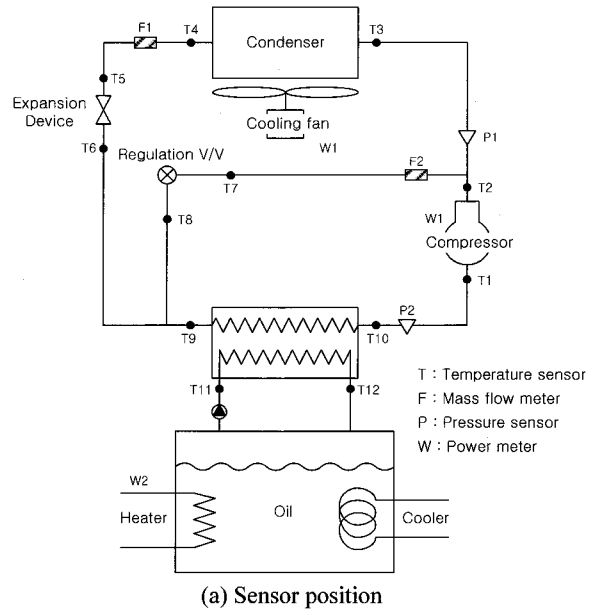 F1
T4
Condenser
T3
T5
Expansion
Device
Cooling fan
W1
P1
T6
Regulation V/V
F2
T7
T2
T8
W1
Compressor
T1
P2
T9
T10
T11
T12
T : Temperature sensor
F : Mass flow meter
P : Pressure sensor
W : Power meter
W2
Heater
Oil
Cooler
(a) Sensor position